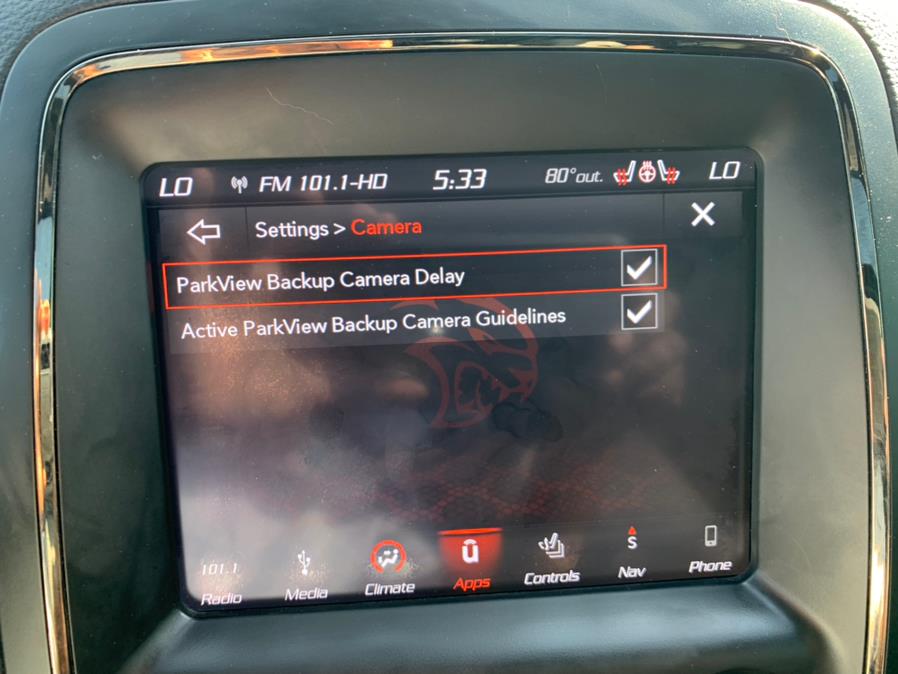 LO FM 101.1-HD 5:33 80°out. LO
Settings > Camera
ParkView Backup Camera Delay
Active ParkView Backup Camera Guidelines
101.1 S
Radio Media Climate Apps Controls Nav Phone